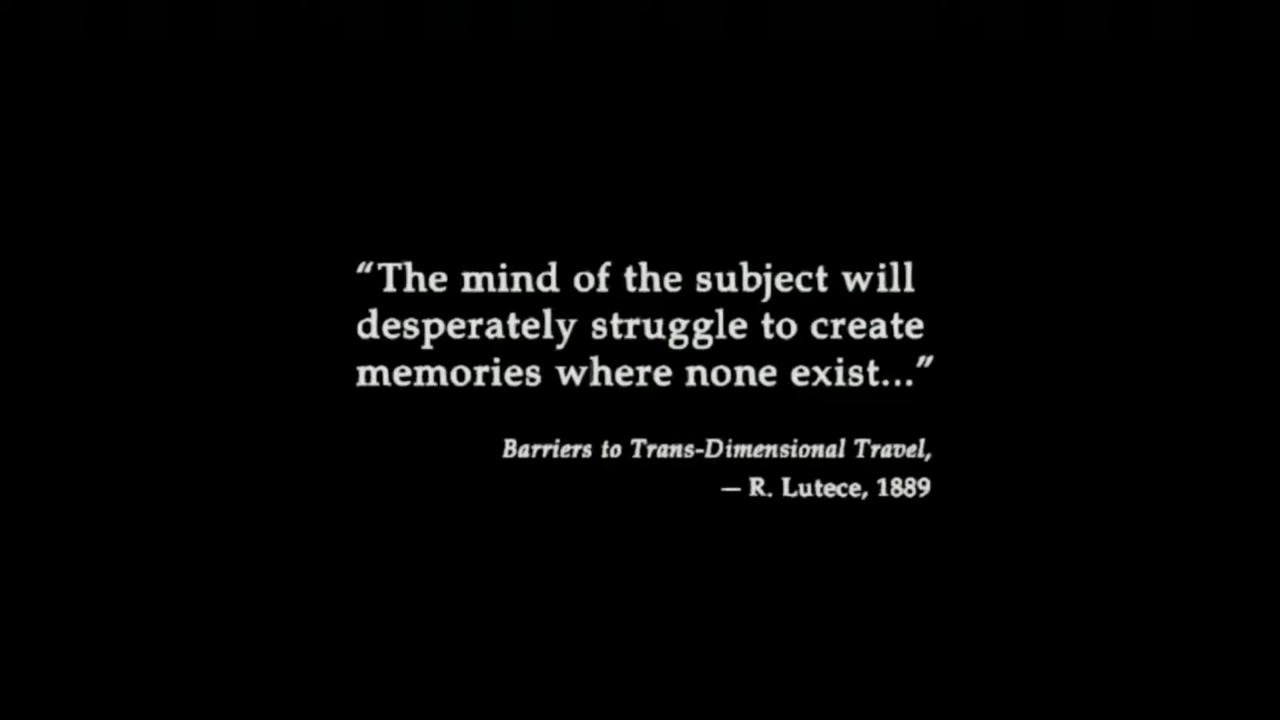 “The mind of the subject will
desperately struggle to create
memories where none exist...”
Barriers to Trans-Dimensional Travel,
— R. Lutece, 1889